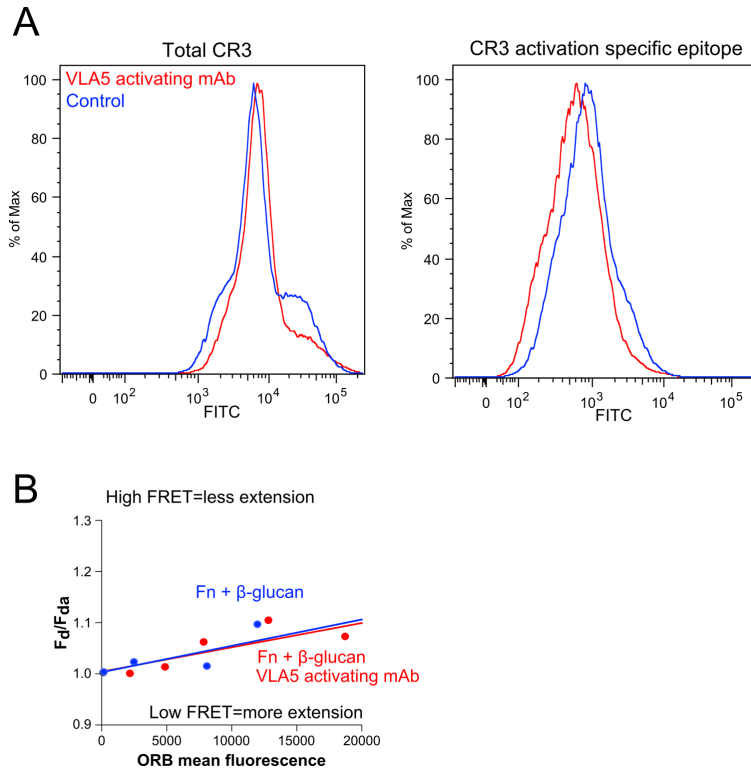 A
Total CR3
VLA5 activating mAb
Control
% of Max
100
80
60
40
20
0
0 10² 10³ 10⁴ 10⁵
FITC
CR3 activation specific epitope
% of Max
100
80
60
40
20
0
0 10² 10³ 10⁴ 10⁵
FITC
B
High FRET=less extension
Fd/Fda
1.3
1.2
1.1
1.0
0.9
Fn + β-glucan
Fn + β-glucan
VLA5 activating mAb
Low FRET=more extension
0 5000 10000 15000 20000
ORB mean fluorescence